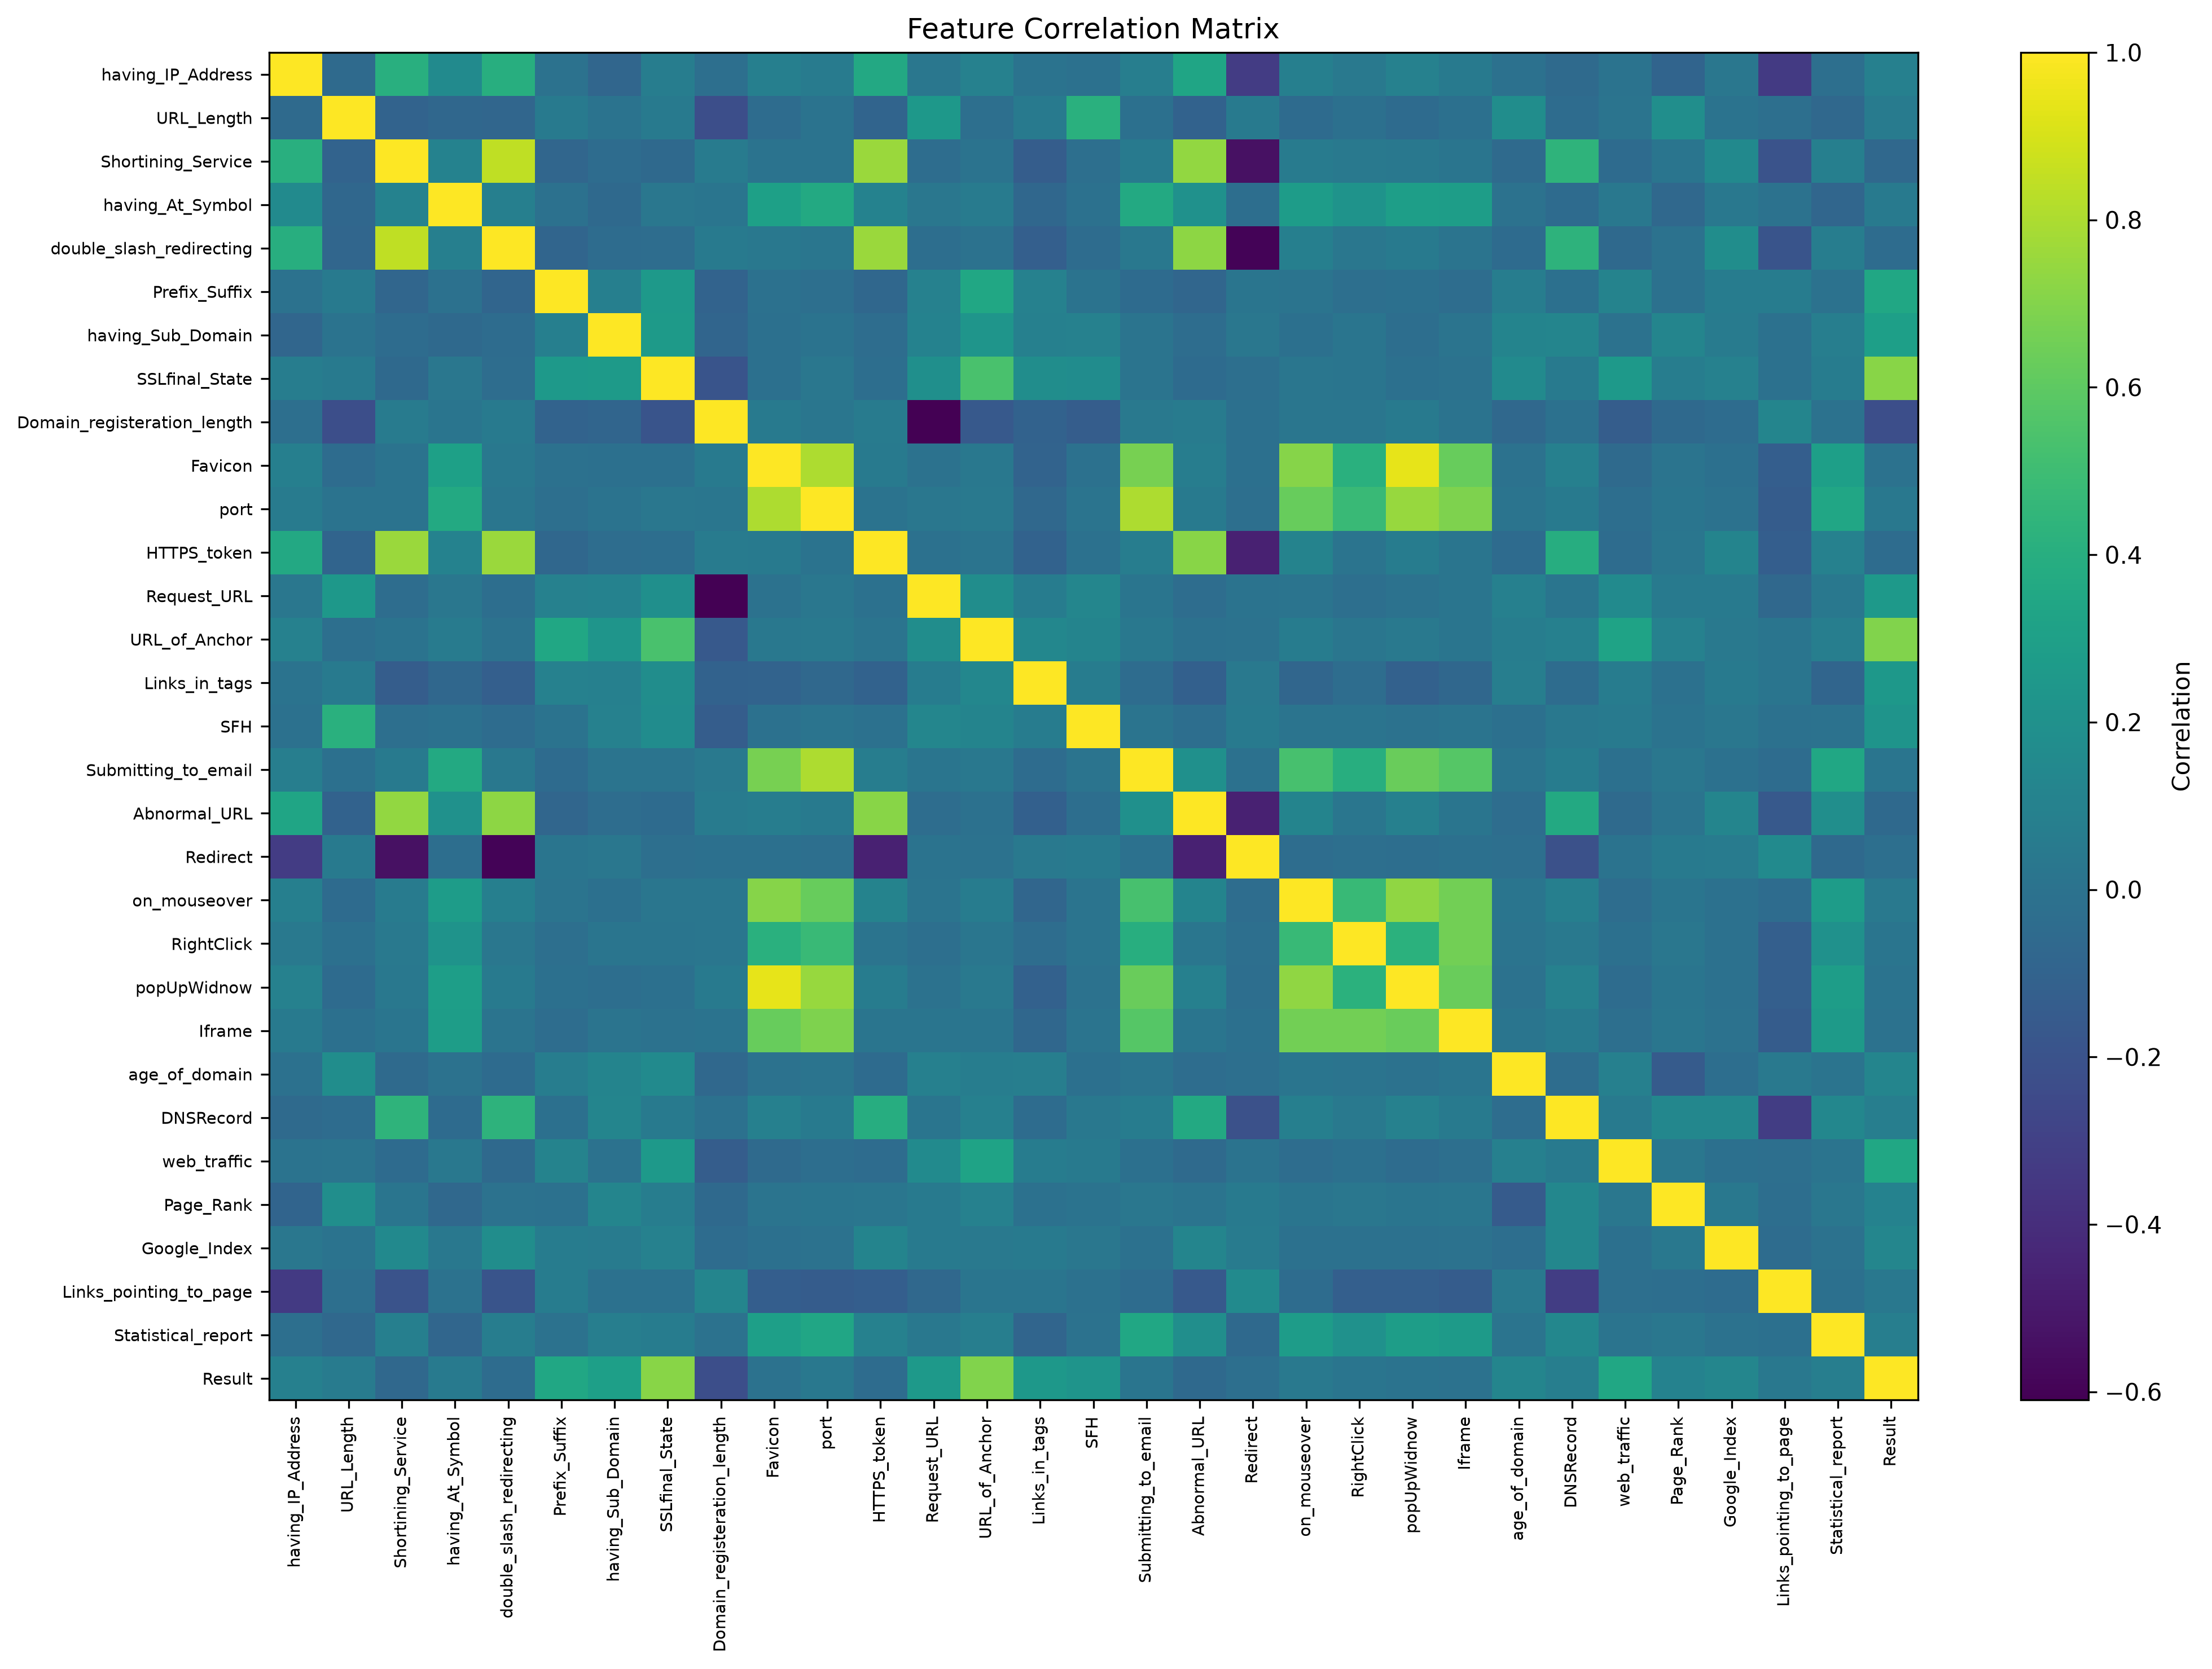 Feature Correlation Matrix
having_IP_Address
URL_Length
Shortining_Service
having_At_Symbol
double_slash_redirecting
Prefix_Suffix
having_Sub_Domain
SSLfinal_State
Domain_registeration_length
Favicon
port
HTTPS_token
Request_URL
URL_of_Anchor
Links_in_tags
SFH
Submitting_to_email
Abnormal_URL
Redirect
on_mouseover
RightClick
popUpWidnow
Iframe
age_of_domain
DNSRecord
web_traffic
Page_Rank
Google_Index
Links_pointing_to_page
Statistical_report
Result
having_IP_Address
URL_Length
Shortining_Service
having_At_Symbol
double_slash_redirecting
Prefix_Suffix
having_Sub_Domain
SSLfinal_State
Domain_registeration_length
Favicon
port
HTTPS_token
Request_URL
URL_of_Anchor
Links_in_tags
SFH
Submitting_to_email
Abnormal_URL
Redirect
on_mouseover
RightClick
popUpWidnow
Iframe
age_of_domain
DNSRecord
web_traffic
Page_Rank
Google_Index
Links_pointing_to_page
Statistical_report
Result
1.0
0.8
0.6
0.4
0.2
0.0
−0.2
−0.4
−0.6
Correlation